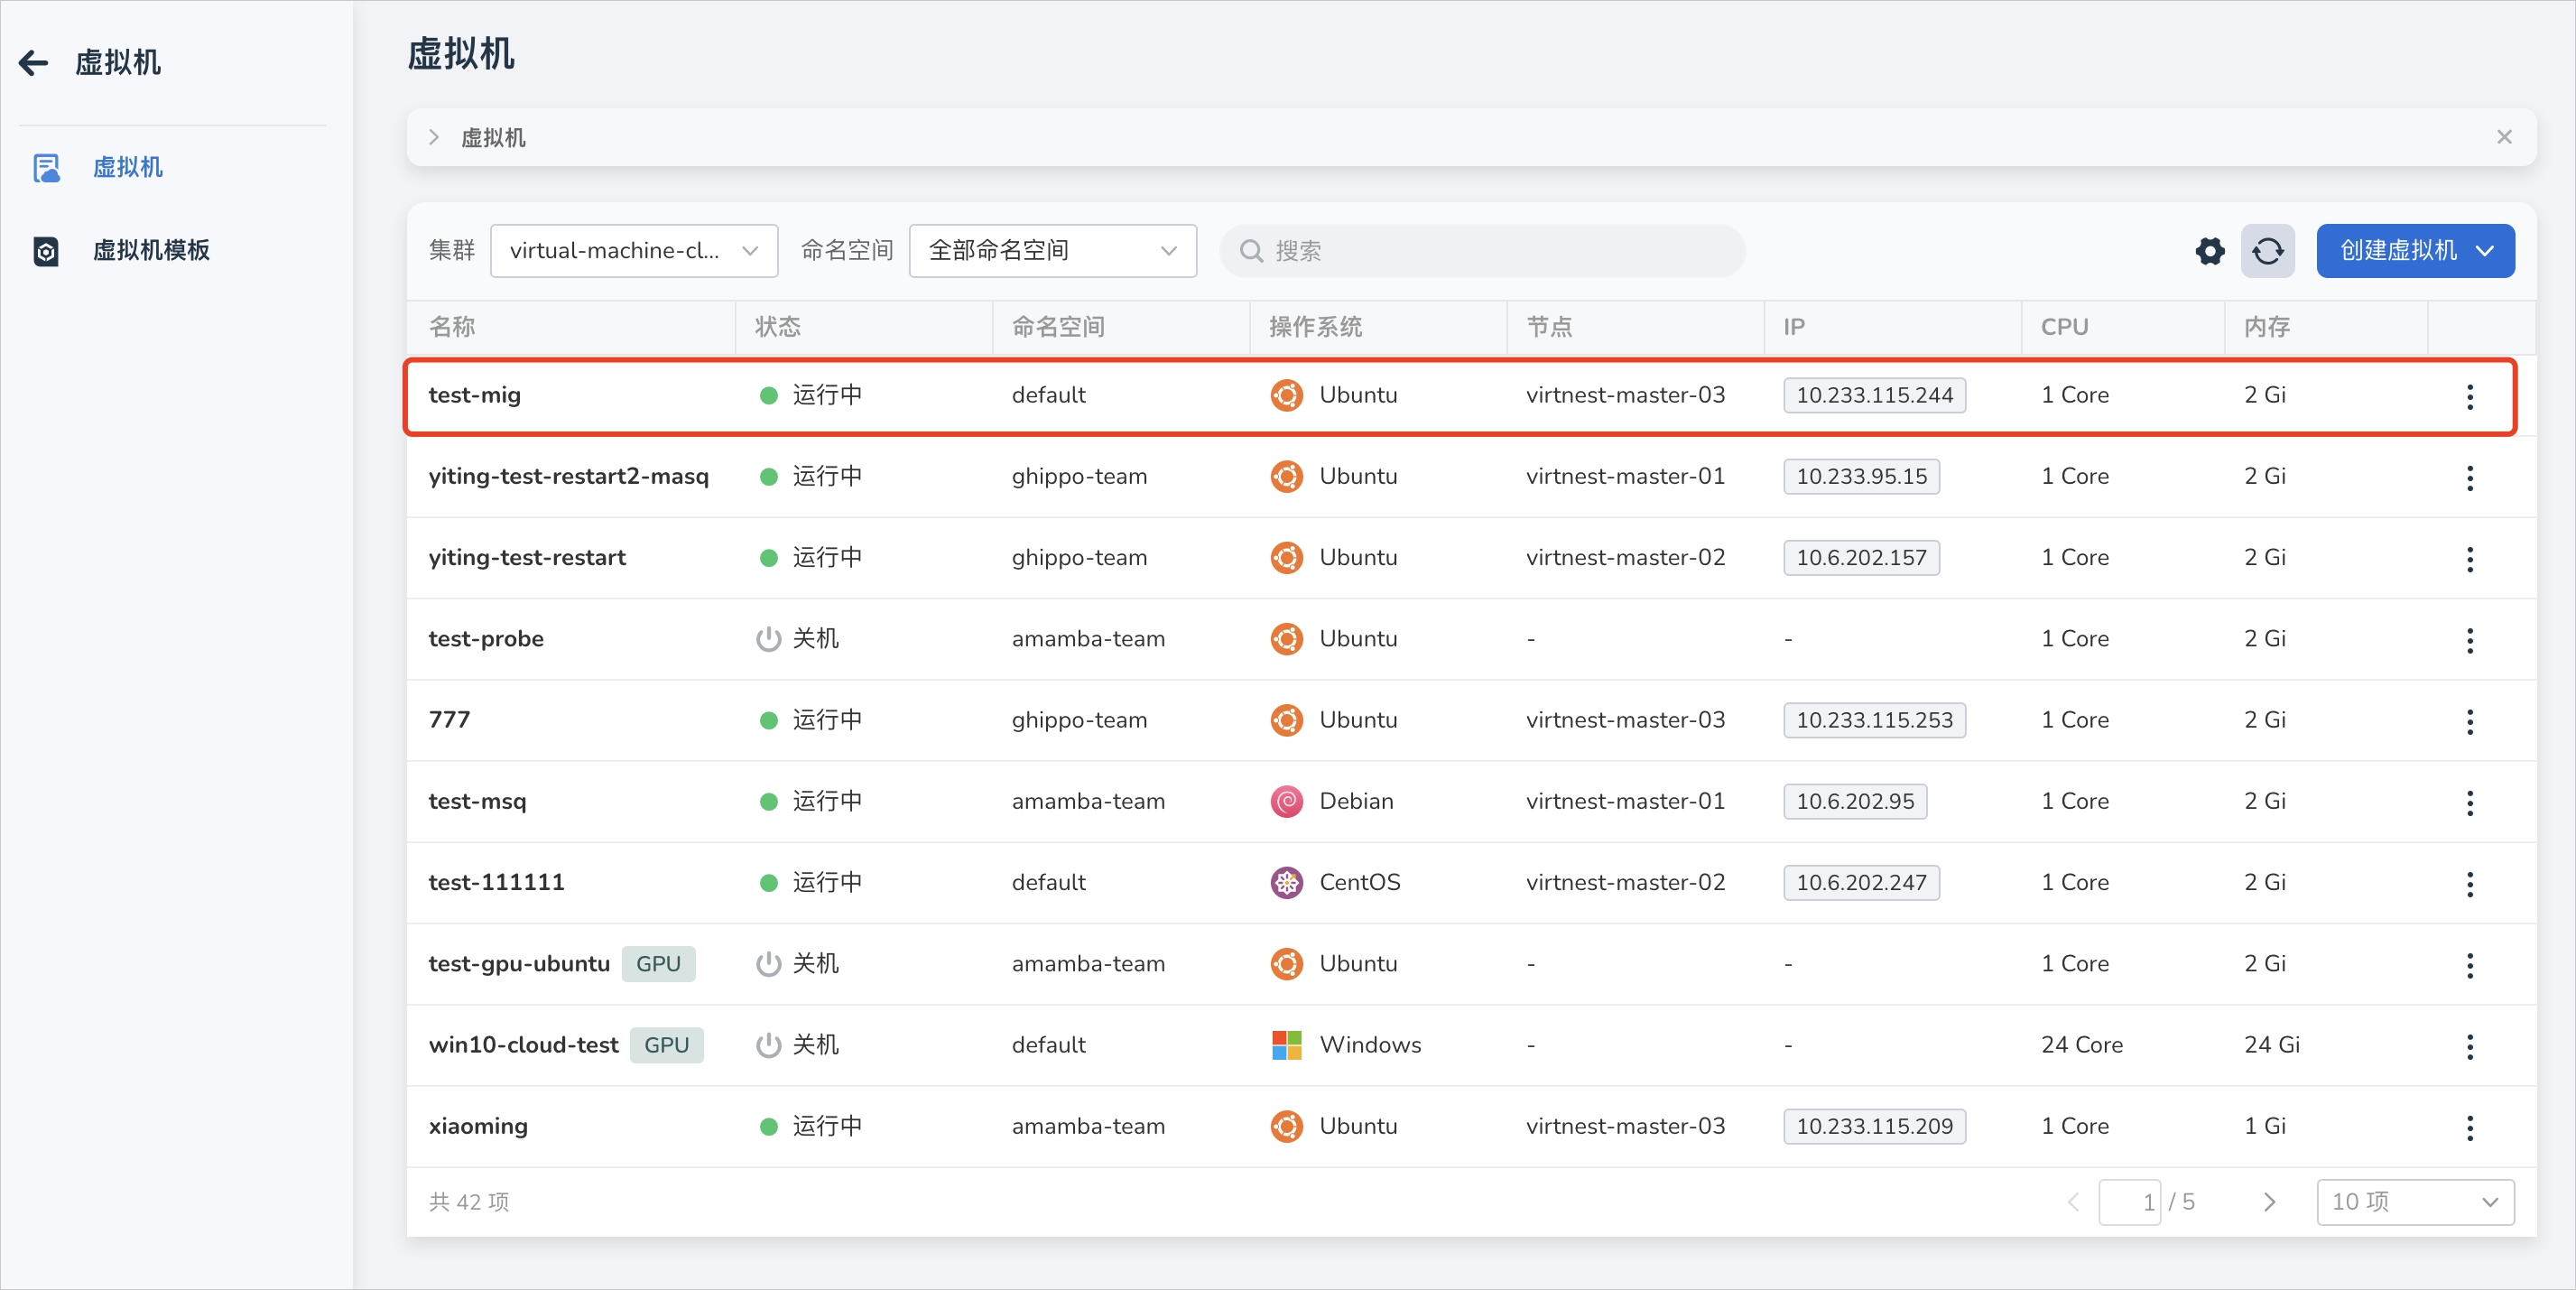 虚拟机
虚拟机
虚拟机模板
虚拟机
虚拟机
集群 virtual-machine-cl... 命名空间 全部命名空间 搜索 创建虚拟机
名称 状态 命名空间 操作系统 节点 IP CPU 内存
test-mig 运行中 default Ubuntu virtnest-master-03 10.233.115.244 1 Core 2 Gi
yiting-test-restart2-masq 运行中 ghippo-team Ubuntu virtnest-master-01 10.233.95.15 1 Core 2 Gi
yiting-test-restart 运行中 ghippo-team Ubuntu virtnest-master-02 10.6.202.157 1 Core 2 Gi
test-probe 关机 amamba-team Ubuntu - - 1 Core 2 Gi
777 运行中 ghippo-team Ubuntu virtnest-master-03 10.233.115.253 1 Core 2 Gi
test-msq 运行中 amamba-team Debian virtnest-master-01 10.6.202.95 1 Core 2 Gi
test-111111 运行中 default CentOS virtnest-master-02 10.6.202.247 1 Core 2 Gi
test-gpu-ubuntu GPU 关机 amamba-team Ubuntu - - 1 Core 2 Gi
win10-cloud-test GPU 关机 default Windows - - 24 Core 24 Gi
xiaoming 运行中 amamba-team Ubuntu virtnest-master-03 10.233.115.209 1 Core 1 Gi
共 42 项 1 / 5 10 项